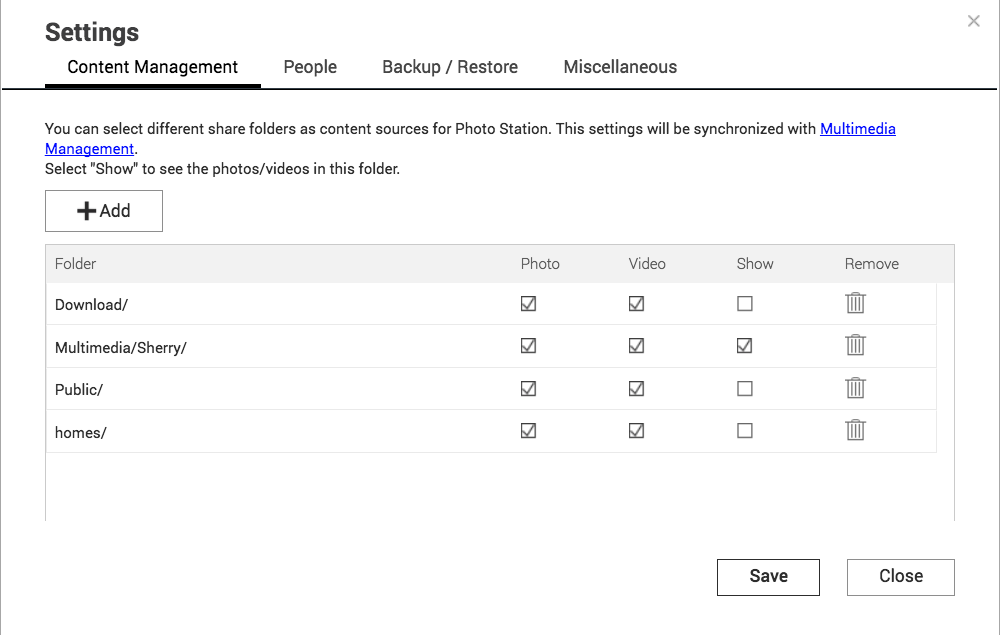 Settings
Content Management People Backup / Restore Miscellaneous
You can select different share folders as content sources for Photo Station. This settings will be synchronized with Multimedia
Management.
Select "Show" to see the photos/videos in this folder.
Add
Folder Photo Video Show Remove
Download/
Multimedia/Sherry/
Public/
homes/
Save Close